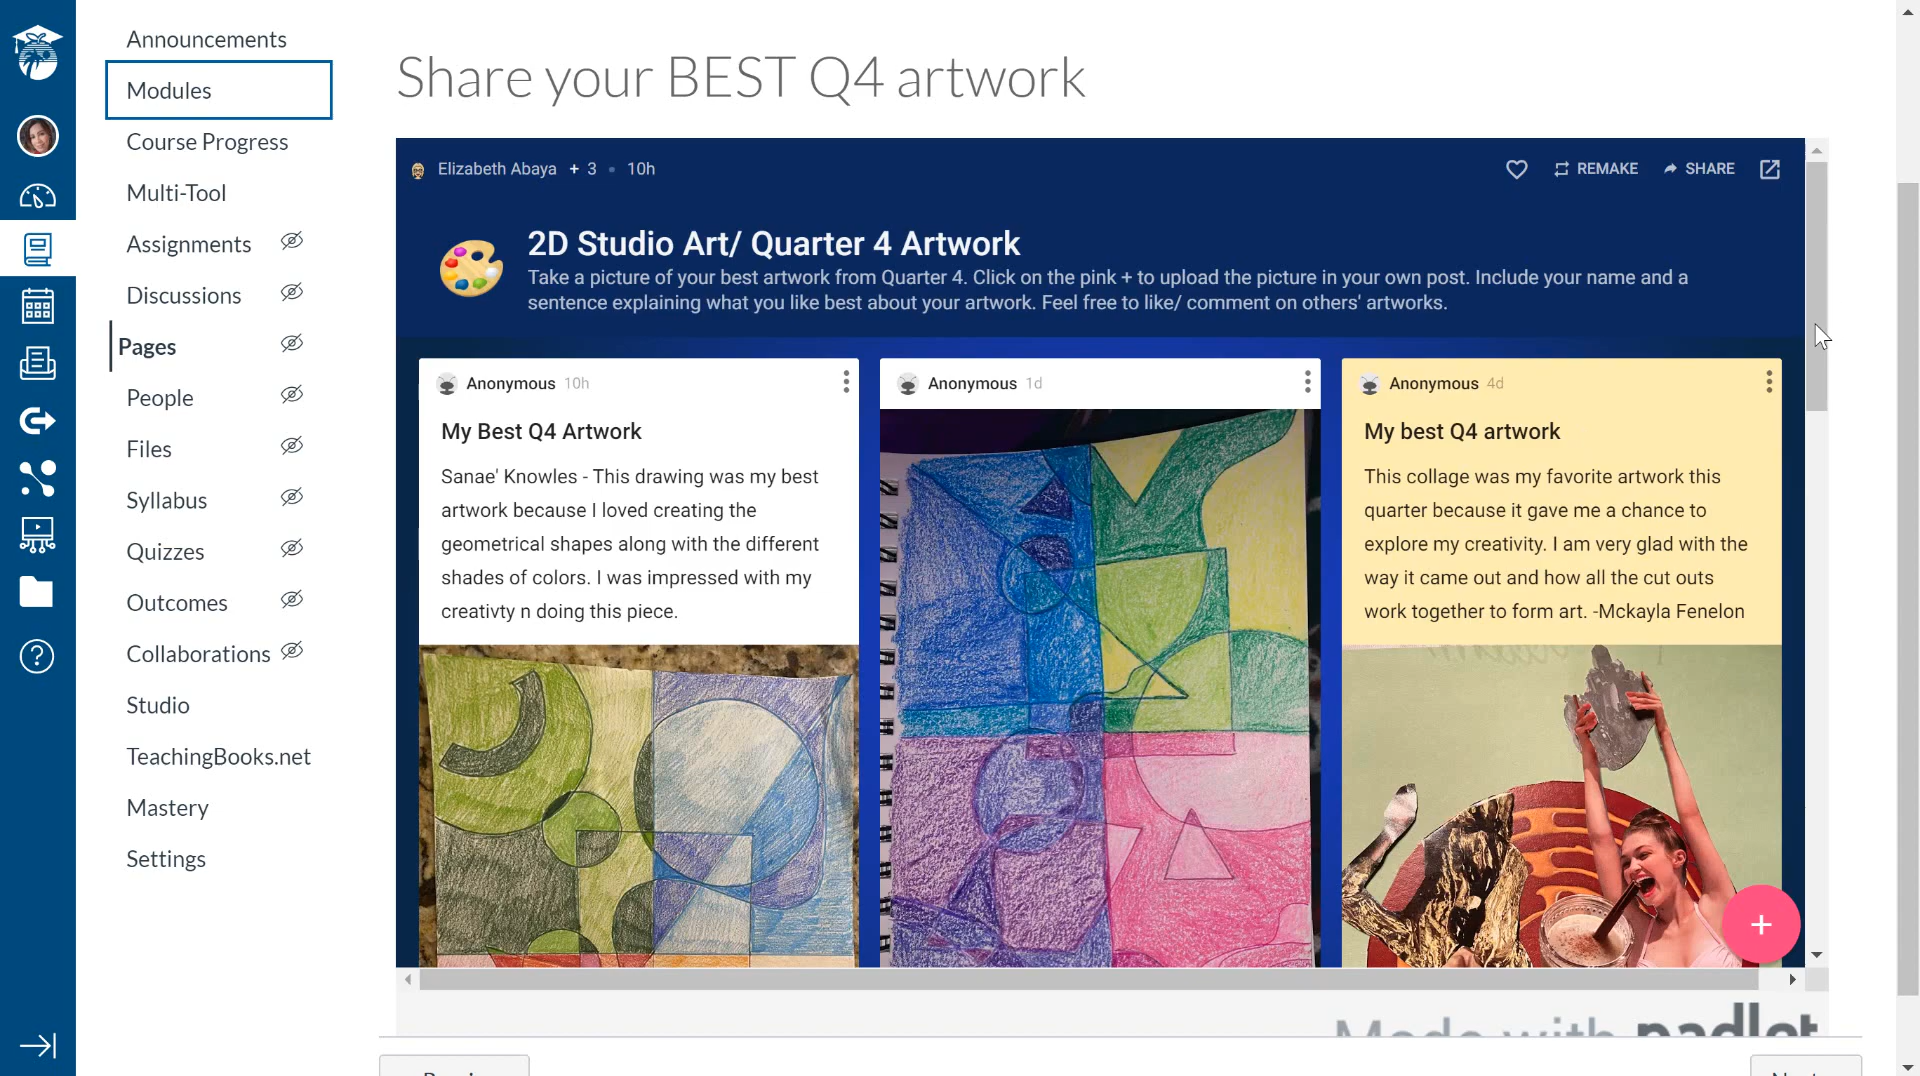 Announcements
Modules
Course Progress
Multi-Tool
Assignments
Discussions
Pages
People
Files
Syllabus
Quizzes
Outcomes
Collaborations
Studio
TeachingBooks.net
Mastery
Settings
Share your BEST Q4 artwork
Elizabeth Abaya + 3 • 10h
REMAKE
SHARE
2D Studio Art/ Quarter 4 Artwork
Take a picture of your best artwork from Quarter 4. Click on the pink + to upload the picture in your own post. Include your name and a
sentence explaining what you like best about your artwork. Feel free to like/ comment on others' artworks.
Anonymous 10h
My Best Q4 Artwork
Sanae' Knowles - This drawing was my best
artwork because I loved creating the
geometrical shapes along with the different
shades of colors. I was impressed with my
creativty n doing this piece.
Anonymous 1d
Anonymous 4d
My best Q4 artwork
This collage was my favorite artwork this
quarter because it gave me a chance to
explore my creativity. I am very glad with the
way it came out and how all the cut outs
work together to form art. -Mckayla Fenelon
+
Made with padlet